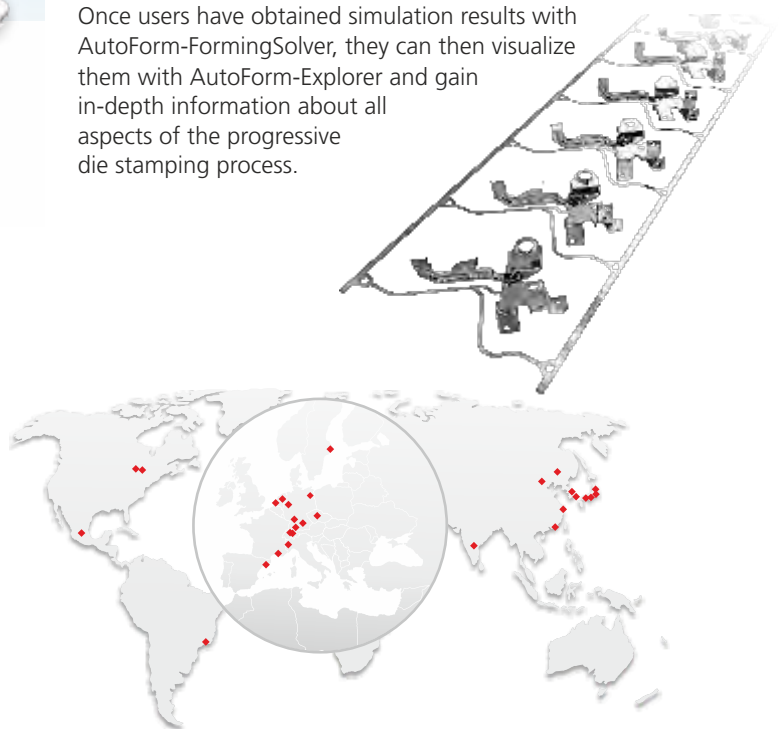 Once users have obtained simulation results with
AutoForm-FormingSolver, they can then visualize
them with AutoForm-Explorer and gain
in-depth information about all
aspects of the progressive
die stamping process.